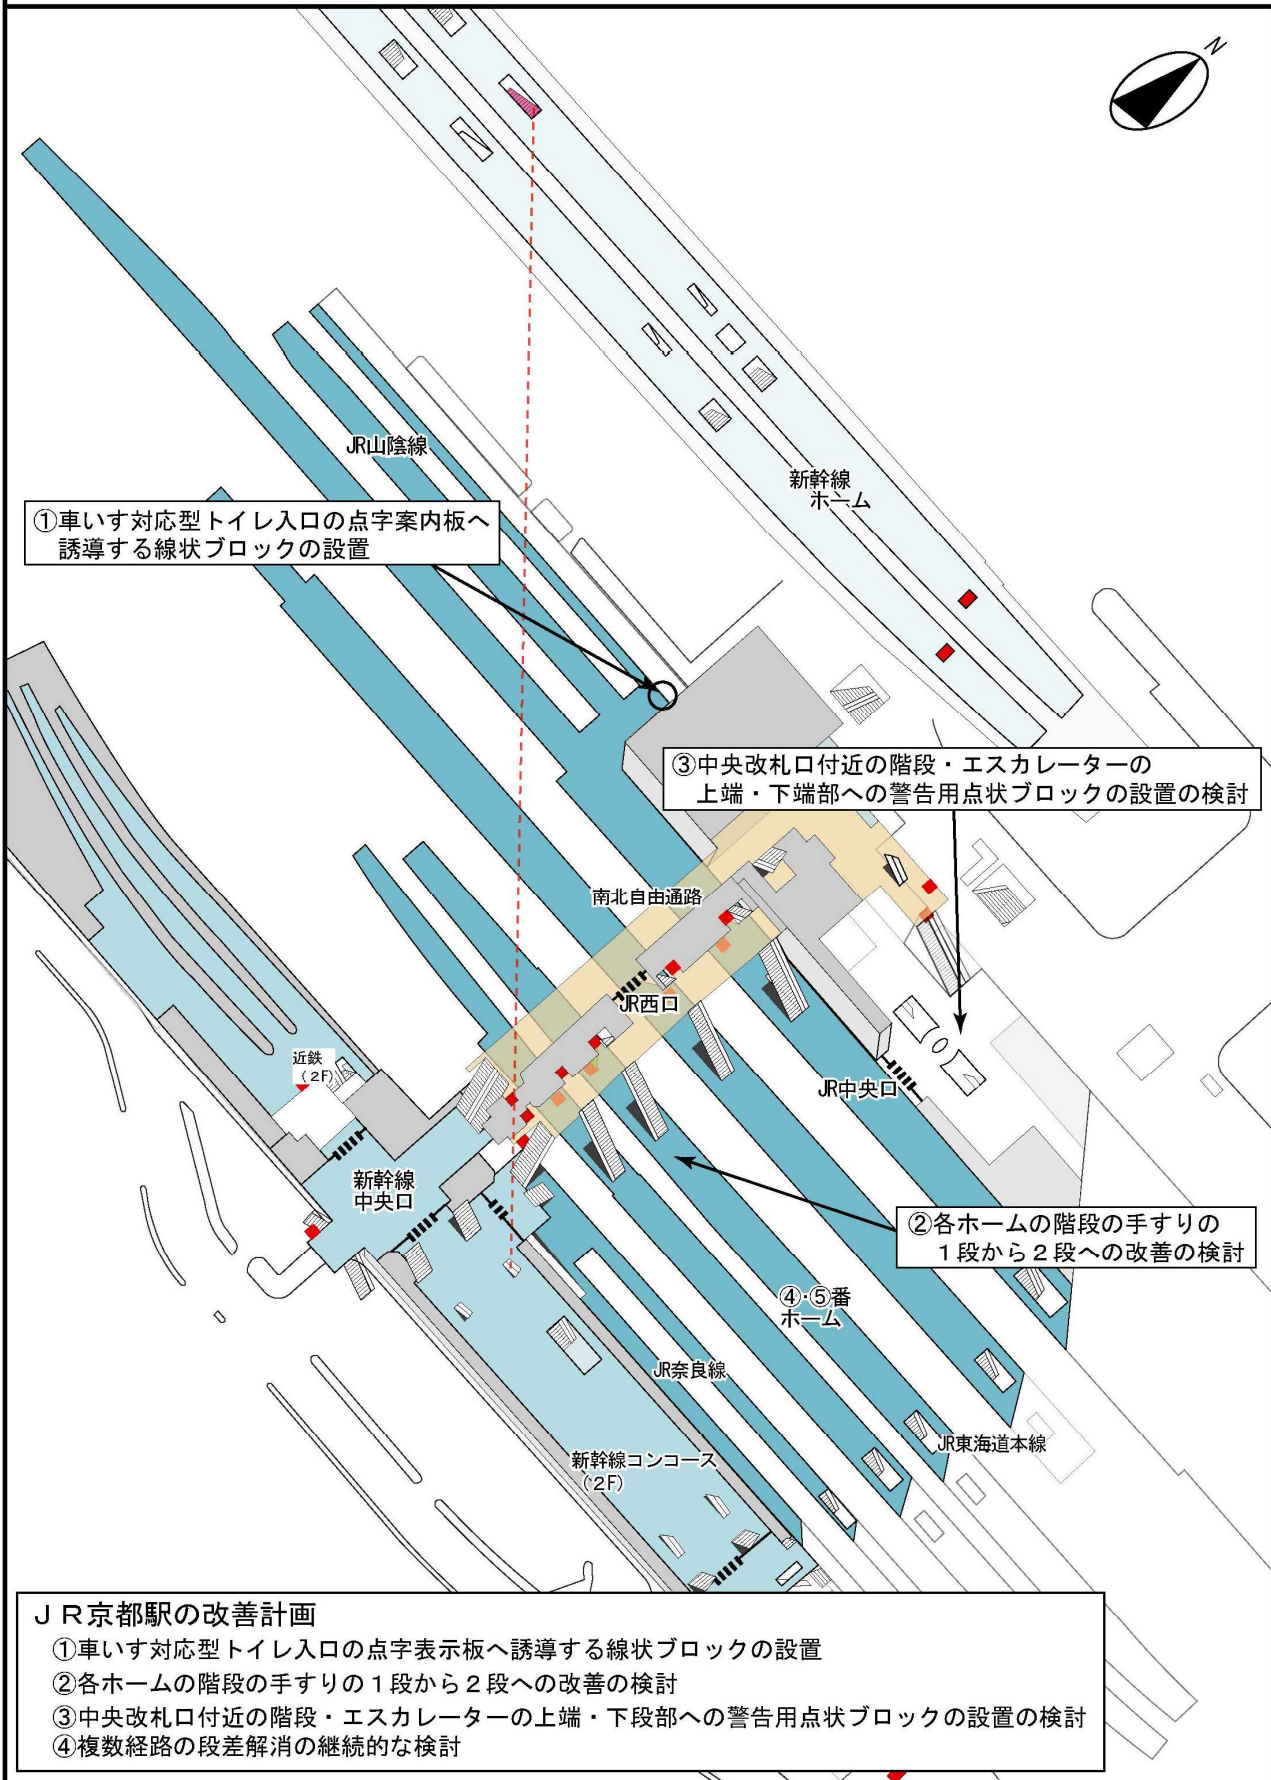 N
JR山陰線
新幹線
ホーム
①車いす対応型トイレ入口の点字案内板へ
誘導する線状ブロックの設置
③中央改札口付近の階段・エスカレーターの
上端・下端部への警告用点状ブロックの設置の検討
南北自由通路
JR西口
近鉄
(2F)
JR中央口
新幹線
中央口
②各ホームの階段の手すりの
1段から2段への改善の検討
④·⑤番
ホーム
JR奈良線
JR東海道本線
新幹線コンコース
(2F)
JR京都駅の改善計画
①車いす対応型トイレ入口の点字表示板へ誘導する線状ブロックの設置
②各ホームの階段の手すりの1段から2段への改善の検討
③中央改札口付近の階段・エスカレーターの上端・下段部への警告用点状ブロックの設置の検討
④複数経路の段差解消の継続的な検討